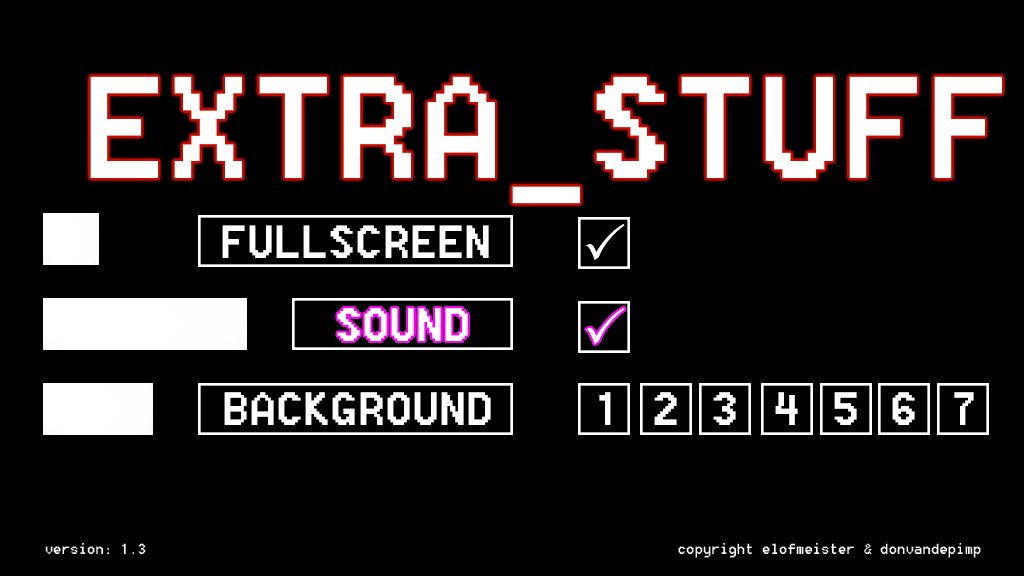 EXTRA_STUFF
FULLSCREEN
SOUND
BACKGROUND 1 2 3 4 5 6 7
version: 1.3
copyright elofmeister & donvandepimp